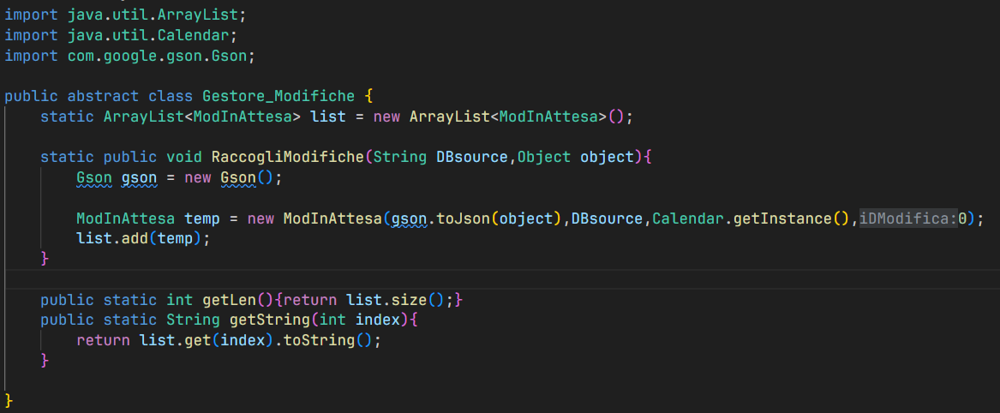 import java.util.ArrayList;
import java.util.Calendar;
import com.google.gson.Gson;
public abstract class Gestore_Modifiche {
static ArrayList<ModInAttesa> list = new ArrayList<ModInAttesa>();
static public void RaccogliModifiche(String DBsource,Object object){
Gson gson = new Gson();
ModInAttesa temp = new ModInAttesa(gson.toJson(object),DBsource,Calendar.getInstance(),iDModifica:0);
list.add(temp);
}
public static int getLen(){return list.size();}
public static String getString(int index){
return list.get(index).toString();
}
}